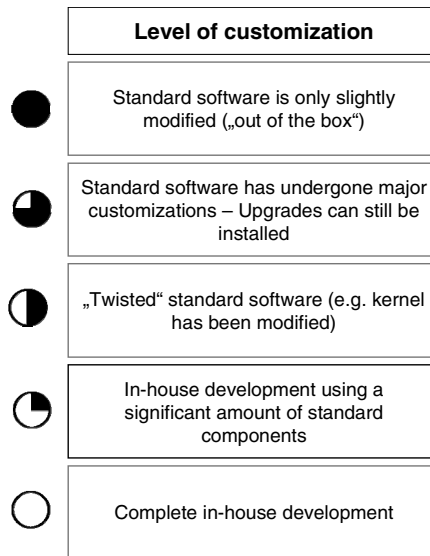 Level of customization
Standard software is only slightly
modified („out of the box“)
Standard software has undergone major
customizations – Upgrades can still be
installed
„Twisted“ standard software (e.g. kernel
has been modified)
In-house development using a
significant amount of standard
components
Complete in-house development